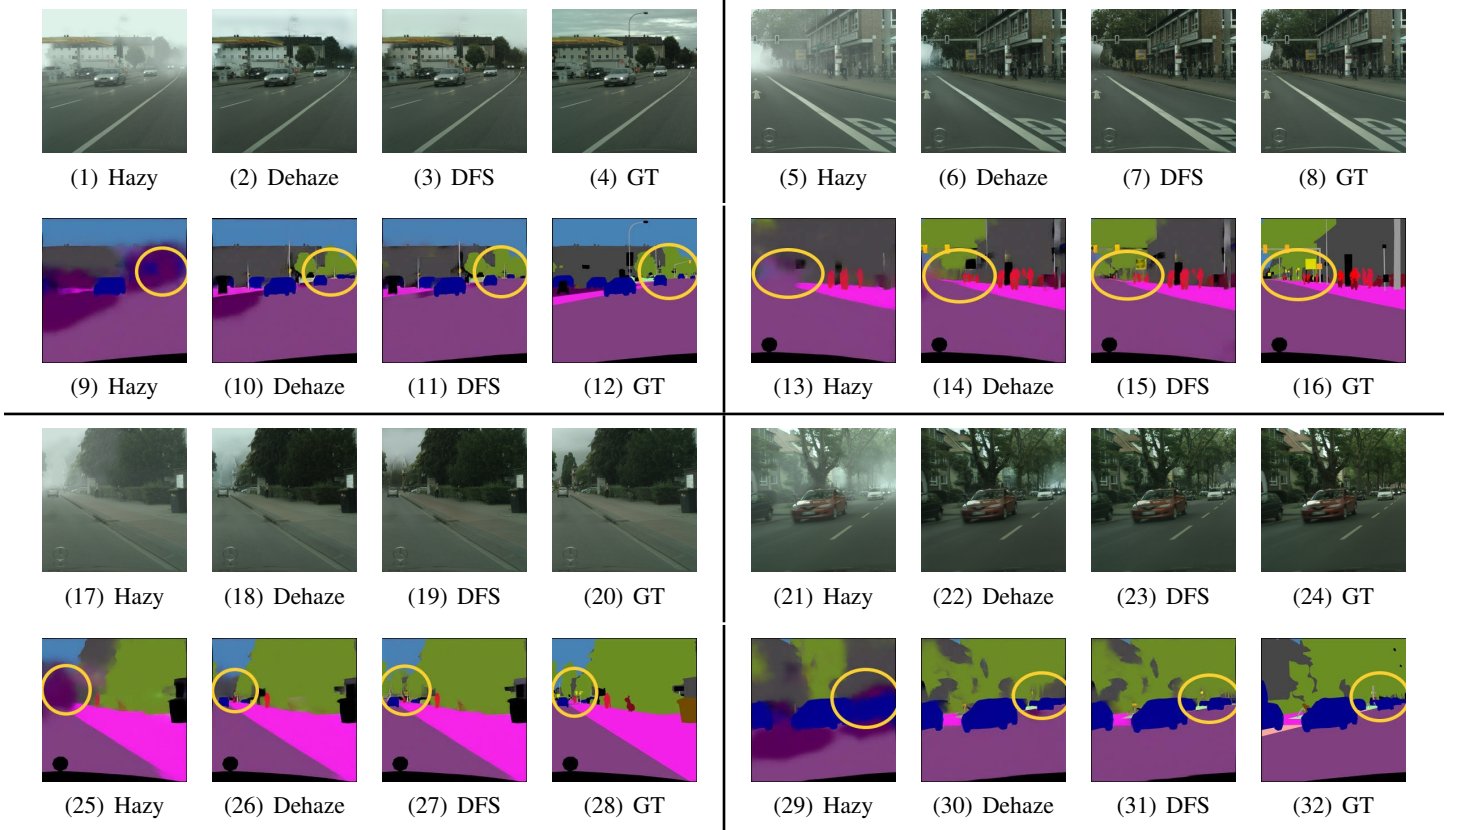 (1) Hazy (2) Dehaze (3) DFS (4) GT (5) Hazy (6) Dehaze (7) DFS (8) GT
(9) Hazy (10) Dehaze (11) DFS (12) GT (13) Hazy (14) Dehaze (15) DFS (16) GT
(17) Hazy (18) Dehaze (19) DFS (20) GT (21) Hazy (22) Dehaze (23) DFS (24) GT
(25) Hazy (26) Dehaze (27) DFS (28) GT (29) Hazy (30) Dehaze (31) DFS (32) GT